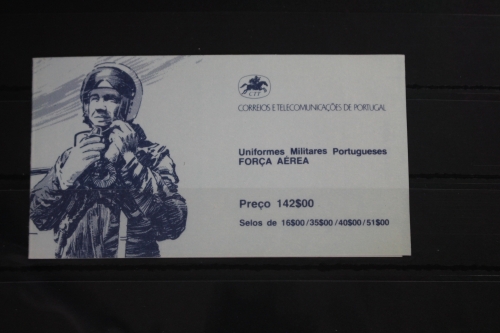 CTT
CORREIOS E TELECOMUNICAÇÕES DE PORTUGAL
Uniformes Militares Portugueses
FORÇA AÉREA
Preço 142$00
Selos de 16$00/35$00/40$00/51$00